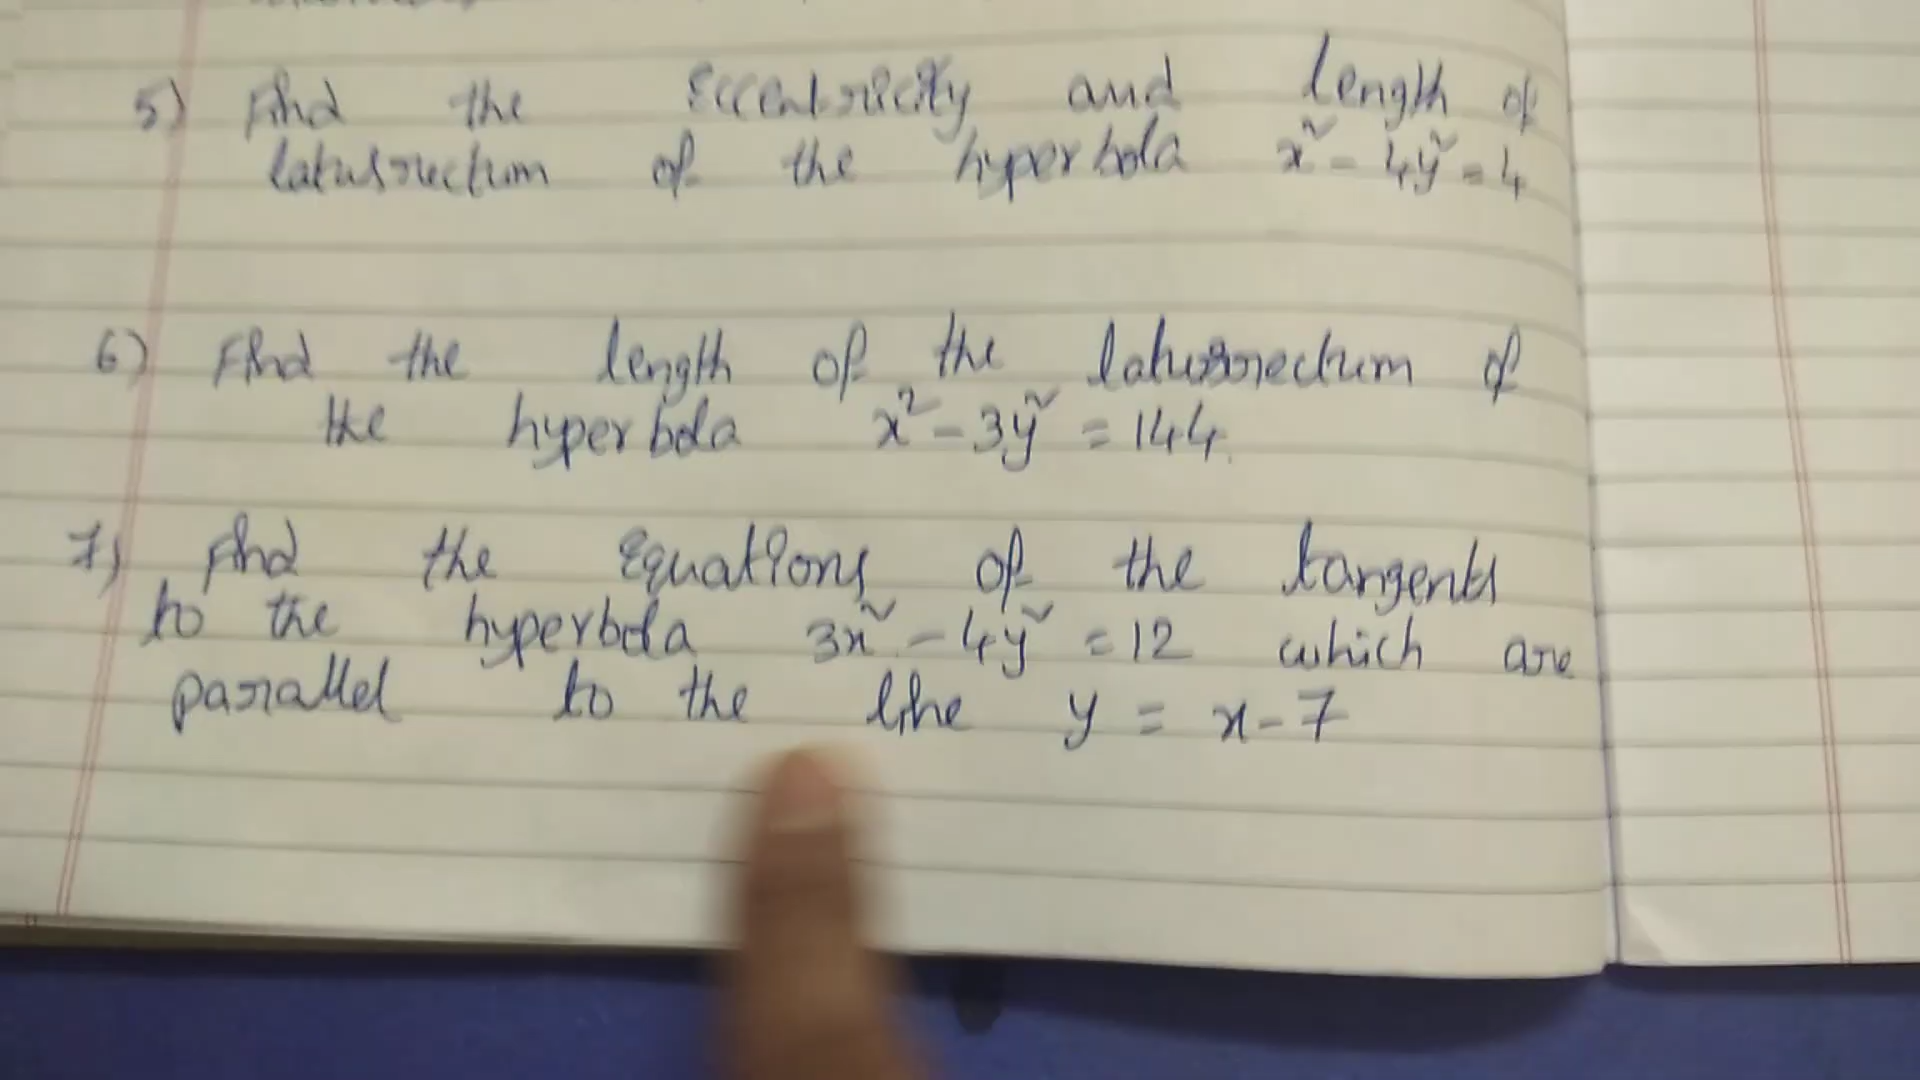 5) Find the Eccentricity and length of
latusrectum of the hyperbola x² - 4y² = 4
6) Find the length of the latusrrectum of
the hyperbola x² - 3y² = 144.
7) Find the Equations of the tangents
to the hyperbola 3x² - 4y² = 12 which are
parallel to the line y = x - 7